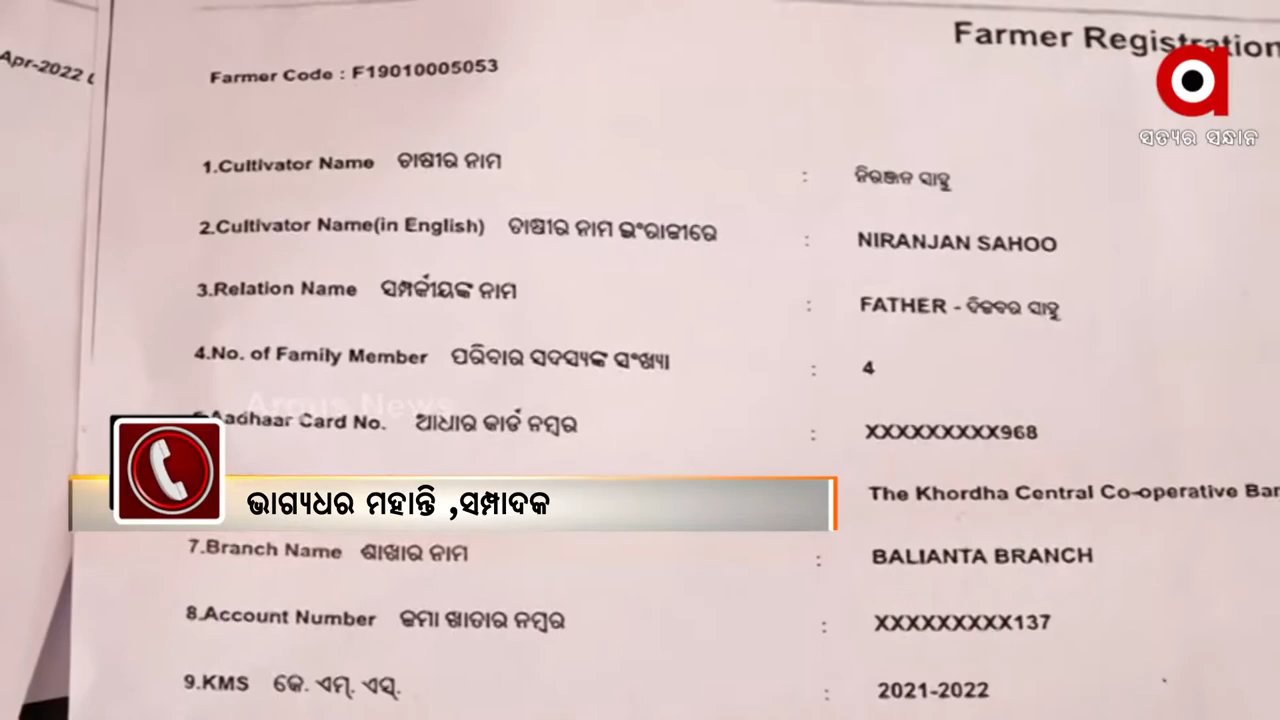 Apr-2022
Farmer Registration
Farmer Code : F19010005053
ସତ୍ୟର ସନ୍ଧାନ
1.Cultivator Name ଚାଷୀର ନାମ : ନିରଞ୍ଜନ ସାହୁ
2.Cultivator Name(in English) ଚାଷୀର ନାମ ଇଂରାଜୀରେ : NIRANJAN SAHOO
3.Relation Name ସମ୍ପର୍କୀୟଙ୍କ ନାମ : FATHER - ଦିଜବର ସାହୁ
4.No. of Family Member ପରିବାର ସଦସ୍ୟଙ୍କ ସଂଖ୍ୟା : 4
Argus News
Aadhaar Card No. ଆଧାର କାର୍ଡ ନମ୍ବର : XXXXXXXXX968
The Khordha Central Co-operative Ban
ଭାଗ୍ୟଧର ମହାନ୍ତି ,ସମ୍ପାଦକ
7.Branch Name ଶାଖାର ନାମ : BALIANTA BRANCH
8.Account Number ଜମା ଖାତାର ନମ୍ବର : XXXXXXXXX137
9.KMS କେ. ଏମ୍. ଏସ୍. : 2021-2022